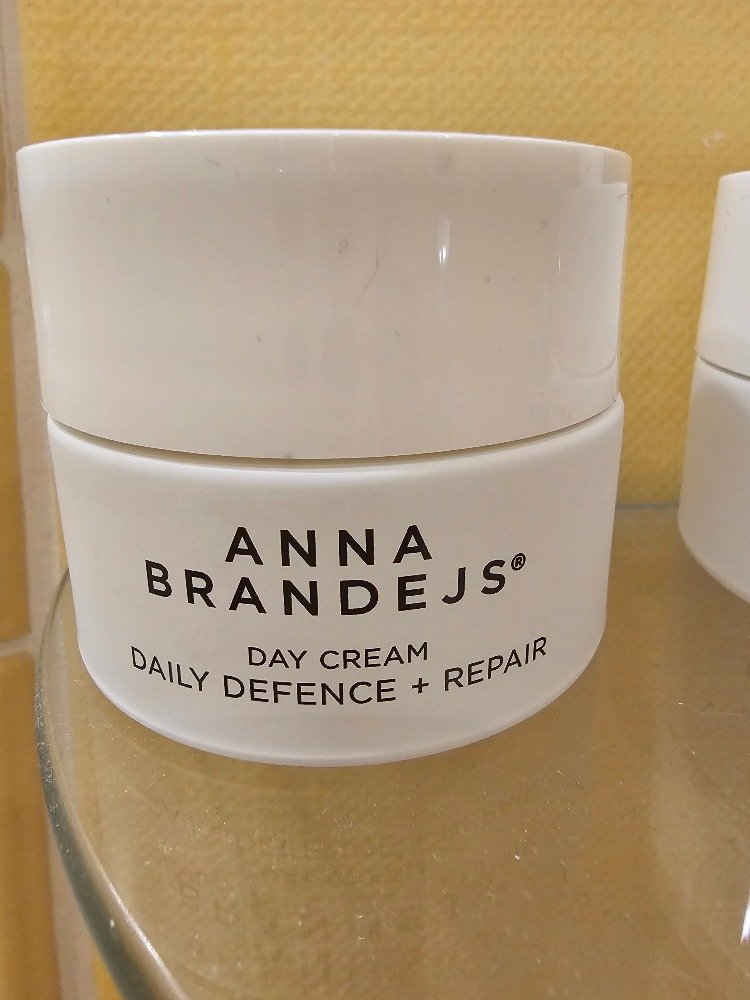 ANNA
BRANDEJS®
DAY CREAM
DAILY DEFENCE + REPAIR